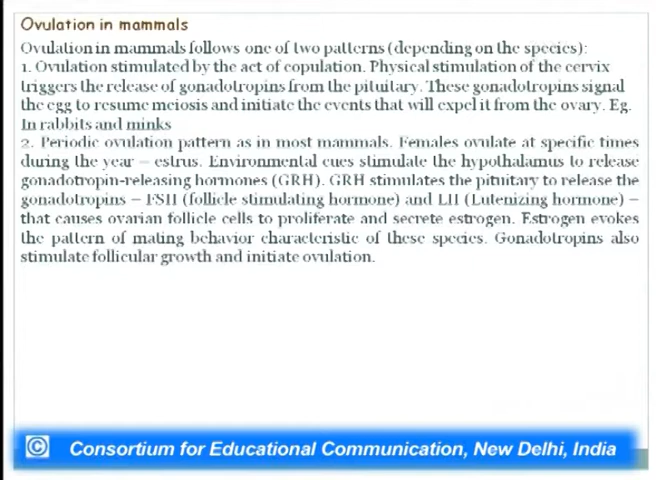 Ovulation in mammals
Ovulation in mammals follows one of two patterns (depending on the species):
1. Ovulation stimulated by the act of copulation. Physical stimulation of the cervix
triggers the release of gonadotropins from the pituitary. These gonadotropins signal
the egg to resume meiosis and initiate the events that will expel it from the ovary. Eg.
In rabbits and minks
2. Periodic ovulation pattern as in most mammals. Females ovulate at specific times
during the year – estrus. Environmental cues stimulate the hypothalamus to release
gonadotropin-releasing hormones (GRH). GRH stimulates the pituitary to release the
gonadotropins – FSH (follicle stimulating hormone) and LH (Lutenizing hormone) –
that causes ovarian follicle cells to proliferate and secrete estrogen. Estrogen evokes
the pattern of mating behavior characteristic of these species. Gonadotropins also
stimulate follicular growth and initiate ovulation.
© Consortium for Educational Communication, New Delhi, India